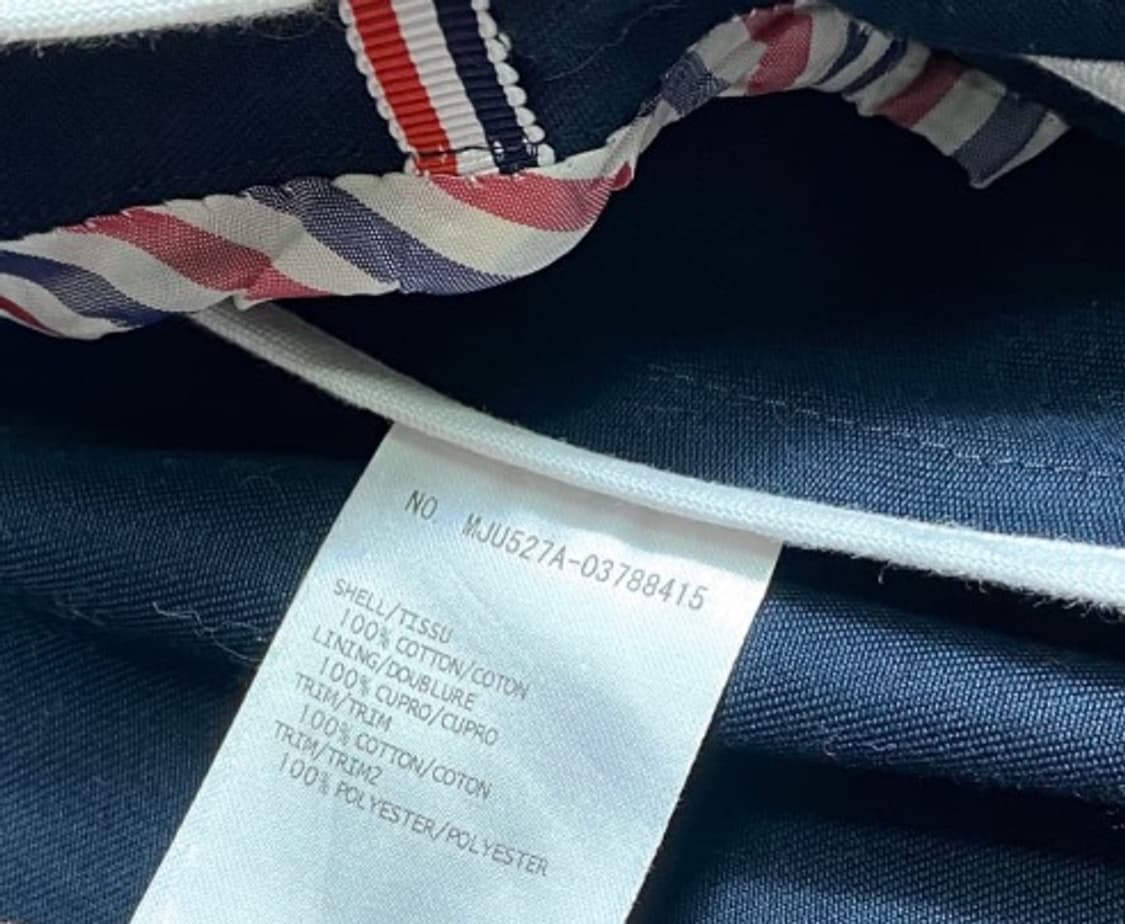 NO. MJU527A-03788415
SHELL/TISSU
100% COTTON/COTON
LINING/DOUBLURE
100% CUPRO/CUPRO
TRIM/TRIM
100% COTTON/COTON
TRIM/TRIM2
100% POLYESTER/POLYESTER